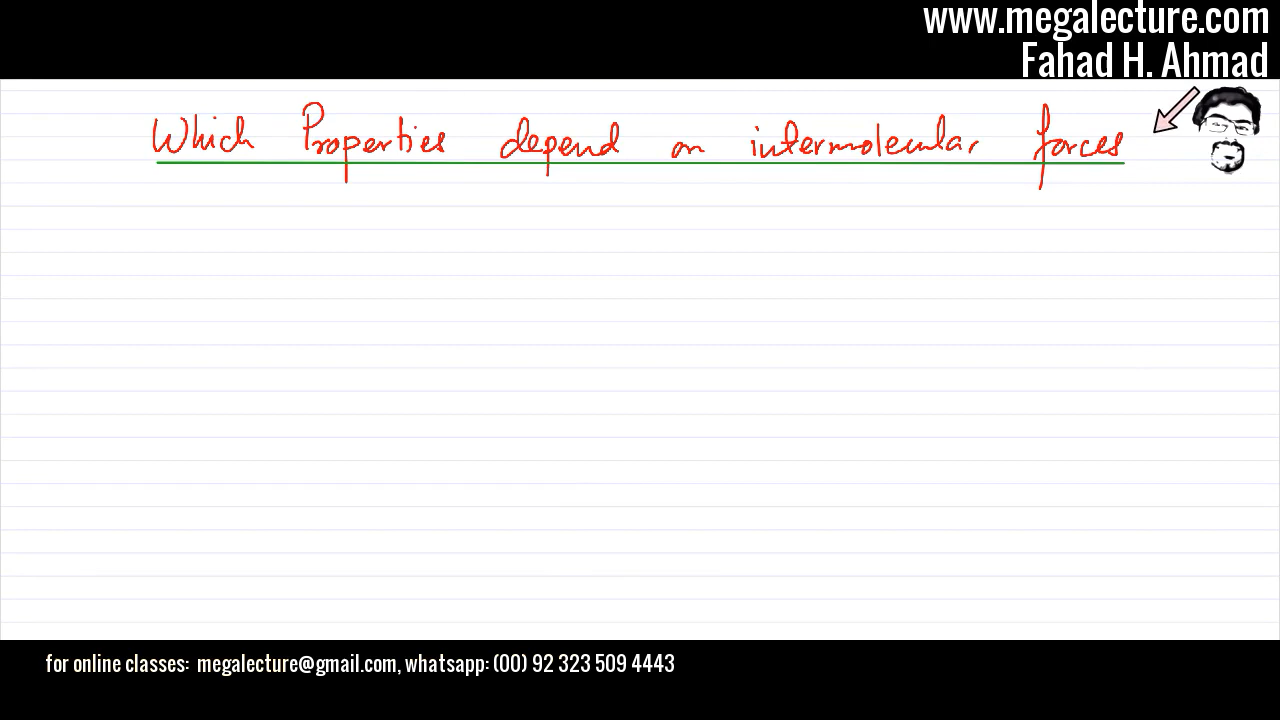 www.megalecture.com
Fahad H. Ahmad
Which Properties depend on intermolecular forces
for online classes: megalecture@gmail.com, whatsapp: (00) 92 323 509 4443